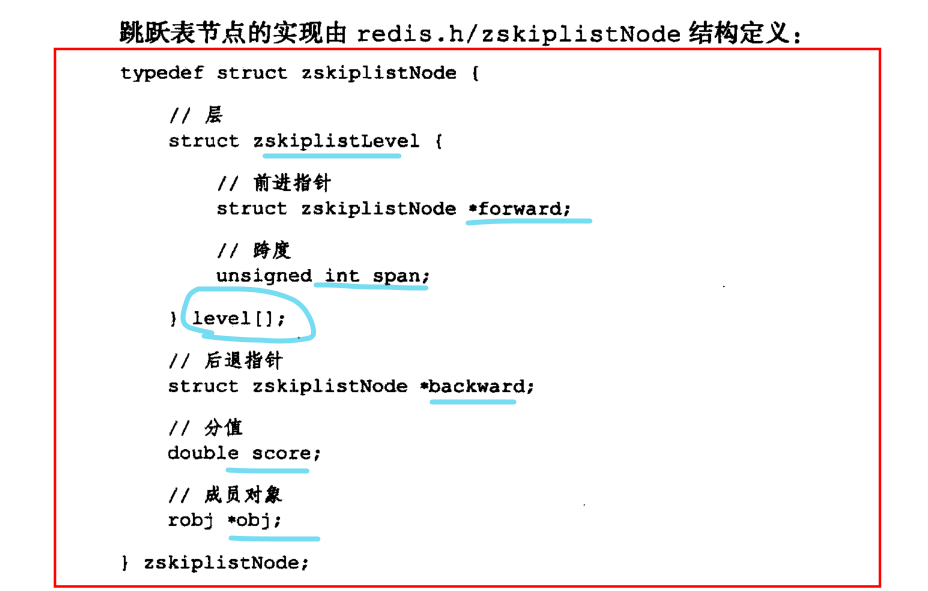 跳跃表节点的实现由 redis.h/zskiplistNode 结构定义：
typedef struct zskiplistNode {
// 层
struct zskiplistLevel {
// 前进指针
struct zskiplistNode *forward;
// 跨度
unsigned int span;
} level[];
// 后退指针
struct zskiplistNode *backward;
// 分值
double score;
// 成员对象
robj *obj;
} zskiplistNode;